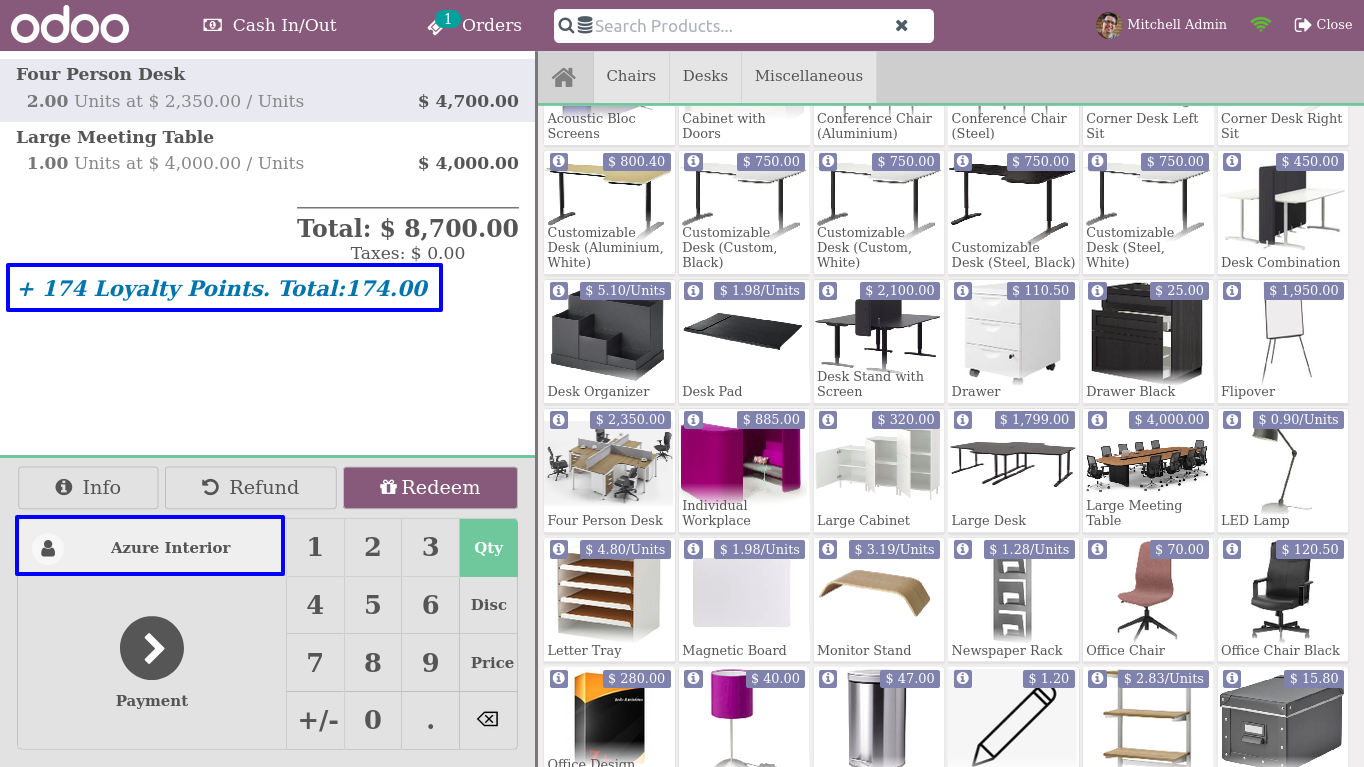 odoo
Cash In/Out
1
Orders
Search Products...
Mitchell Admin
Close
Four Person Desk
2.00 Units at $ 2,350.00 / Units
$ 4,700.00
Large Meeting Table
1.00 Units at $ 4,000.00 / Units
$ 4,000.00
Total: $ 8,700.00
Taxes: $ 0.00
+ 174 Loyalty Points. Total:174.00
Info
Refund
Redeem
Azure Interior
Payment
1 2 3 Qty
4 5 6 Disc
7 8 9 Price
+/- 0 .
Chairs
Desks
Miscellaneous
Acoustic Bloc
Screens
Cabinet with
Doors
Conference Chair
(Aluminium)
Conference Chair
(Steel)
Corner Desk Left
Sit
Corner Desk Right
Sit
$ 800.40
Customizable
Desk (Aluminium,
White)
$ 750.00
Customizable
Desk (Custom,
Black)
$ 750.00
Customizable
Desk (Custom,
White)
$ 750.00
Customizable
Desk (Steel, Black)
$ 750.00
Customizable
Desk (Steel,
White)
$ 450.00
Desk Combination
$ 5.10/Units
Desk Organizer
$ 1.98/Units
Desk Pad
$ 2,100.00
Desk Stand with
Screen
$ 110.50
Drawer
$ 25.00
Drawer Black
$ 1,950.00
Flipover
$ 2,350.00
Four Person Desk
$ 885.00
Individual
Workplace
$ 320.00
Large Cabinet
$ 1,799.00
Large Desk
$ 4,000.00
Large Meeting
Table
$ 0.90/Units
LED Lamp
$ 4.80/Units
Letter Tray
$ 1.98/Units
Magnetic Board
$ 3.19/Units
Monitor Stand
$ 1.28/Units
Newspaper Rack
$ 70.00
Office Chair
$ 120.50
Office Chair Black
$ 280.00
Office Design
$ 40.00
$ 47.00
$ 1.20
$ 2.83/Units
$ 15.80